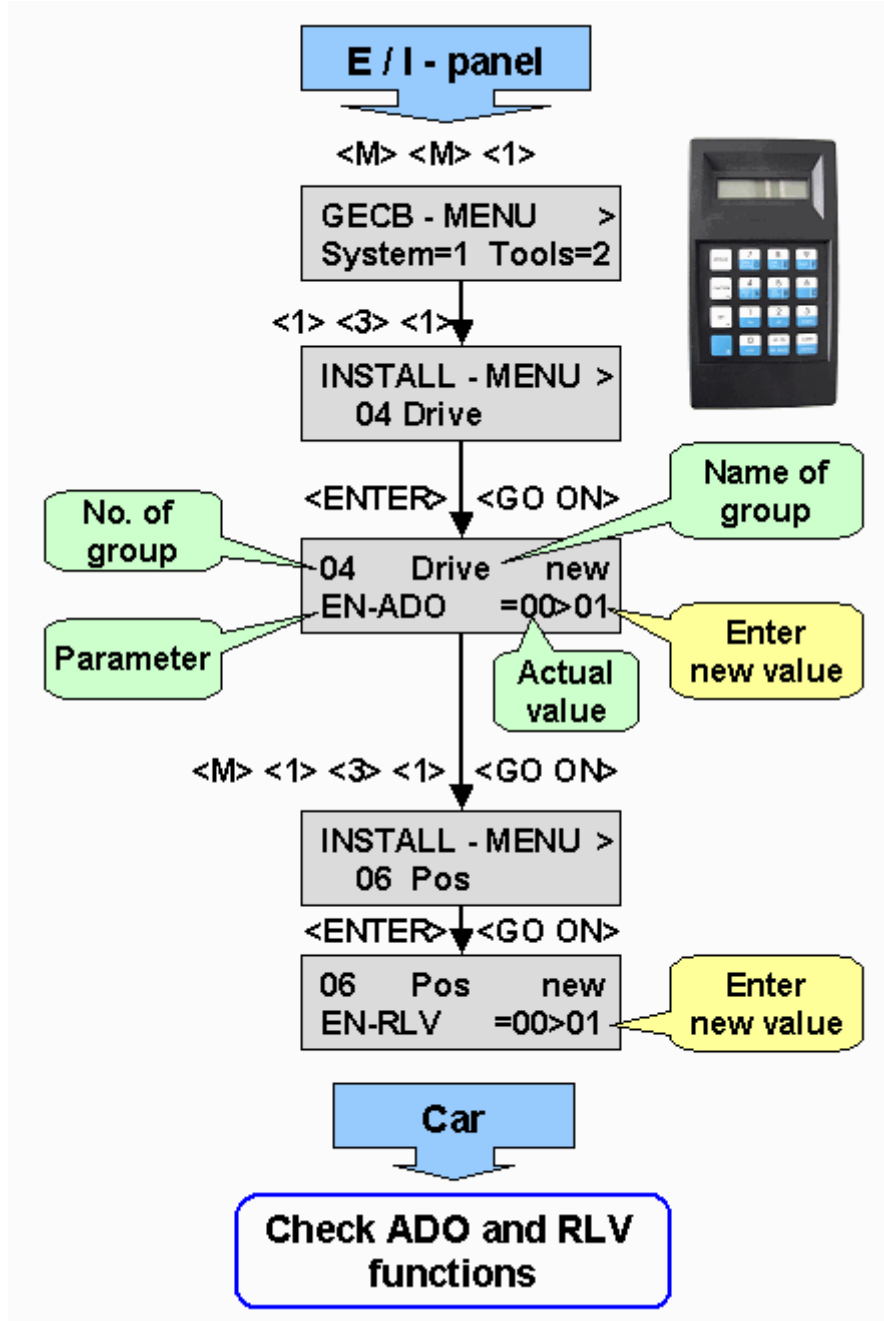 E / I - panel
<M> <M> <1>
GECB - MENU >
System=1 Tools=2
<1> <3> <1>
INSTALL - MENU >
04 Drive
<ENTER> <GO ON>
Name of
group
No. of
group
04 Drive new
EN-ADO =00>01
Parameter
Actual
value
Enter
new value
<M> <1> <3> <1> <GO ON>
INSTALL - MENU >
06 Pos
<ENTER> <GO ON>
06 Pos new
EN-RLV =00>01
Enter
new value
Car
Check ADO and RLV
functions